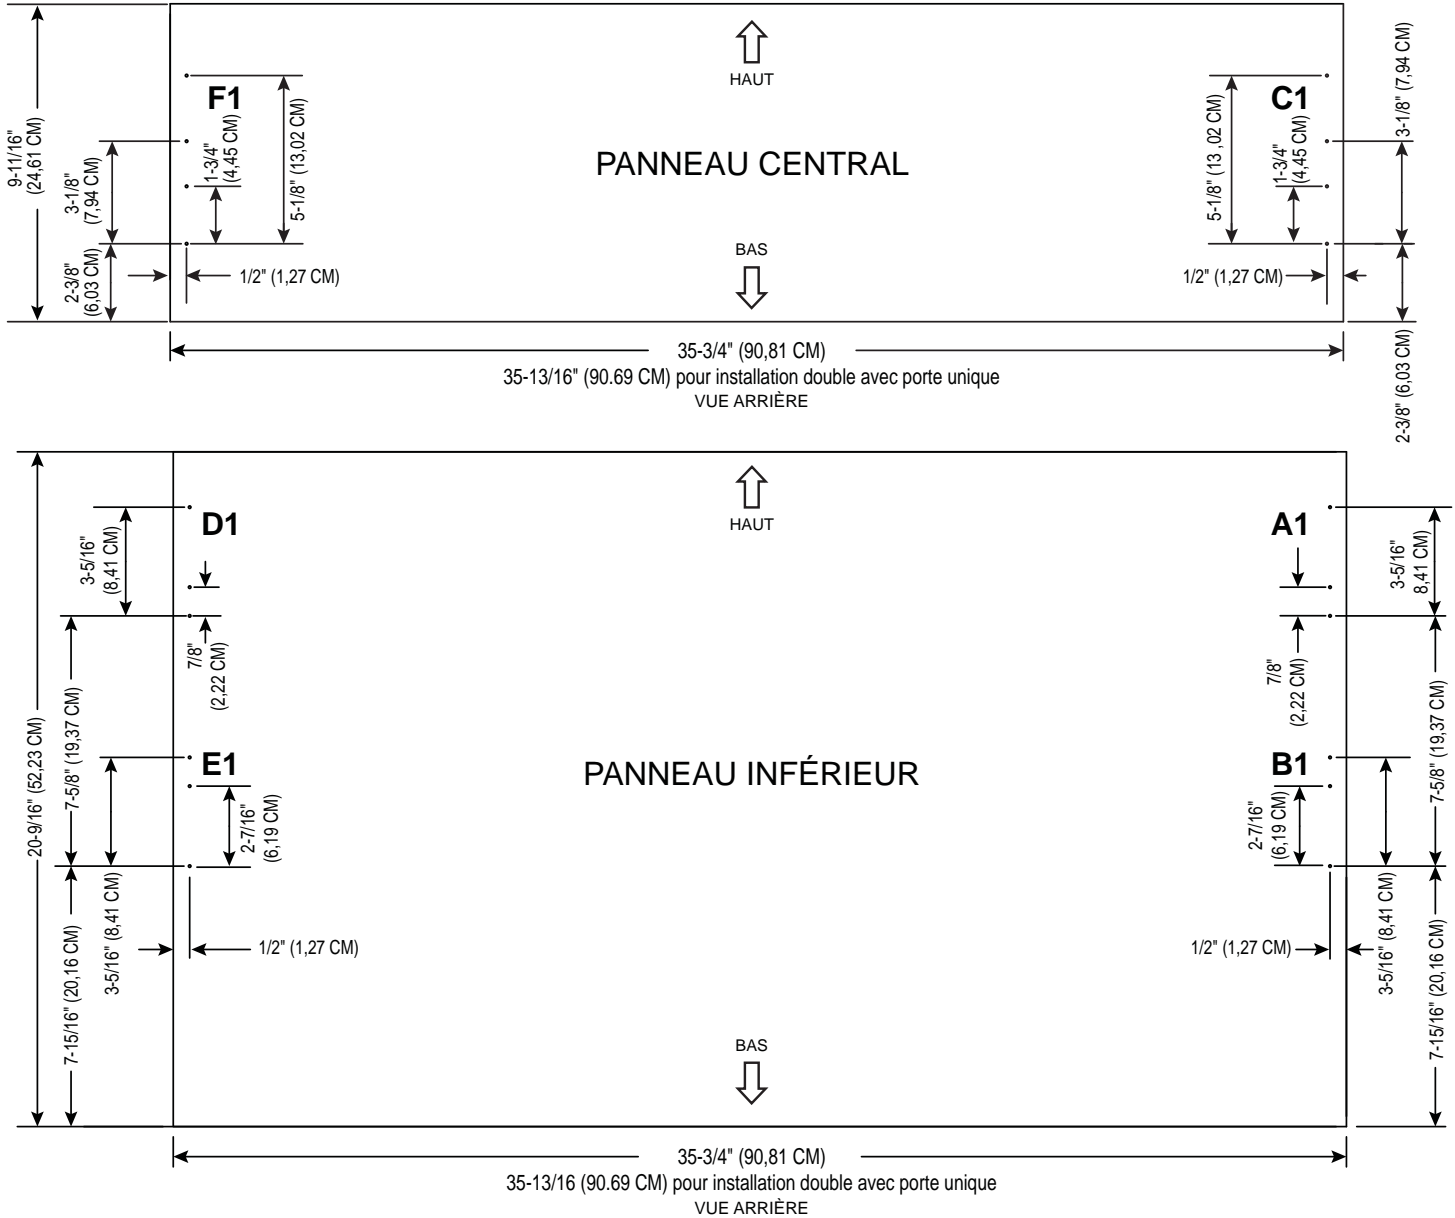 HAUT
F1
C1
9-11/16"
(24,61 CM)
3-1/8"
(7,94 CM)
1-3/4"
(4,45 CM)
5-1/8" (13,02 CM)
PANNEAU CENTRAL
5-1/8" (13 ,02 CM)
1-3/4"
(4,45 CM)
3-1/8" (7,94 CM)
2-3/8"
(6,03 CM)
1/2" (1,27 CM)
BAS
1/2" (1,27 CM)
2-3/8" (6,03 CM)
35-3/4" (90,81 CM)
35-13/16" (90.69 CM) pour installation double avec porte unique
VUE ARRIÈRE
HAUT
D1
A1
3-5/16"
(8,41 CM)
7/8"
(2,22 CM)
7/8"
(2,22 CM)
3-5/16"
8,41 CM)
20-9/16" (52,23 CM)
7-5/8" (19,37 CM)
E1
2-7/16"
(6,19 CM)
PANNEAU INFÉRIEUR
B1
2-7/16"
(6,19 CM)
7-5/8" (19,37 CM)
7-15/16" (20,16 CM)
3-5/16" (8,41 CM)
1/2" (1,27 CM)
1/2" (1,27 CM)
3-5/16" (8,41 CM)
7-15/16" (20,16 CM)
BAS
35-3/4" (90,81 CM)
35-13/16 (90.69 CM) pour installation double avec porte unique
VUE ARRIÈRE